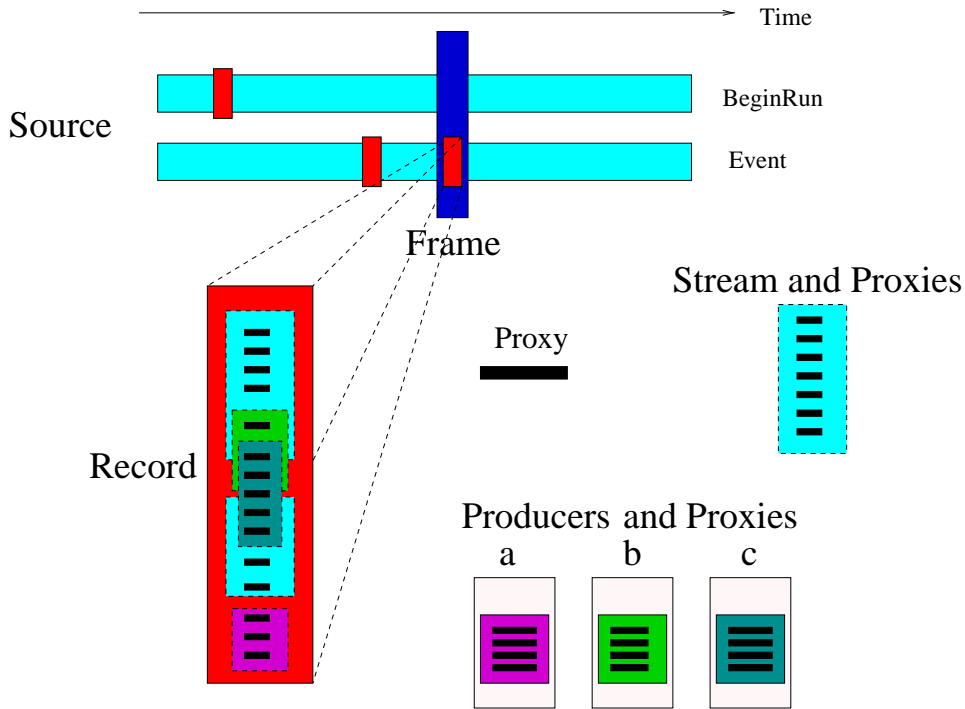 Time
BeginRun
Source
Event
Frame
Stream and Proxies
Proxy
Record
Producers and Proxies
a b c